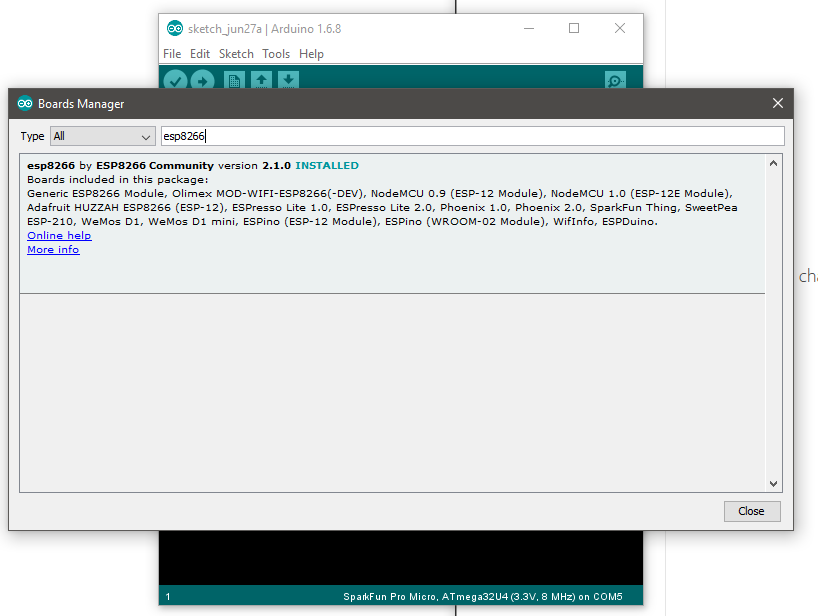 sketch_jun27a | Arduino 1.6.8
File Edit Sketch Tools Help
Boards Manager
Type All esp8266
esp8266 by ESP8266 Community version 2.1.0 INSTALLED
Boards included in this package:
Generic ESP8266 Module, Olimex MOD-WIFI-ESP8266(-DEV), NodeMCU 0.9 (ESP-12 Module), NodeMCU 1.0 (ESP-12E Module),
Adafruit HUZZAH ESP8266 (ESP-12), ESPresso Lite 1.0, ESPresso Lite 2.0, Phoenix 1.0, Phoenix 2.0, SparkFun Thing, SweetPea
ESP-210, WeMos D1, WeMos D1 mini, ESPino (ESP-12 Module), ESPino (WROOM-02 Module), WifInfo, ESPDuino.
Online help
More info
Close
1 SparkFun Pro Micro, ATmega32U4 (3.3V, 8 MHz) on COM5